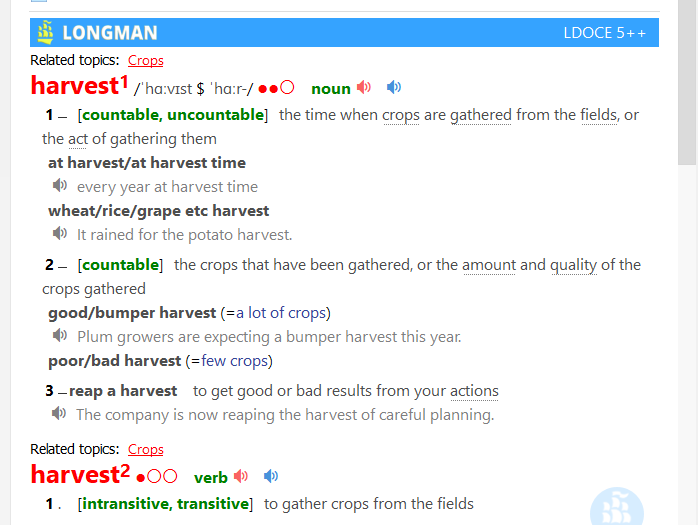 LONGMAN LDOCE 5++
Related topics: Crops
harvest1 /ˈhɑːvɪst $ ˈhɑːr-/ ●●○ noun
1 – [countable, uncountable] the time when crops are gathered from the fields, or
the act of gathering them
at harvest/at harvest time
every year at harvest time
wheat/rice/grape etc harvest
It rained for the potato harvest.
2 – [countable] the crops that have been gathered, or the amount and quality of the
crops gathered
good/bumper harvest (=a lot of crops)
Plum growers are expecting a bumper harvest this year.
poor/bad harvest (=few crops)
3 – reap a harvest to get good or bad results from your actions
The company is now reaping the harvest of careful planning.
Related topics: Crops
harvest2 ●○○ verb
1 . [intransitive, transitive] to gather crops from the fields